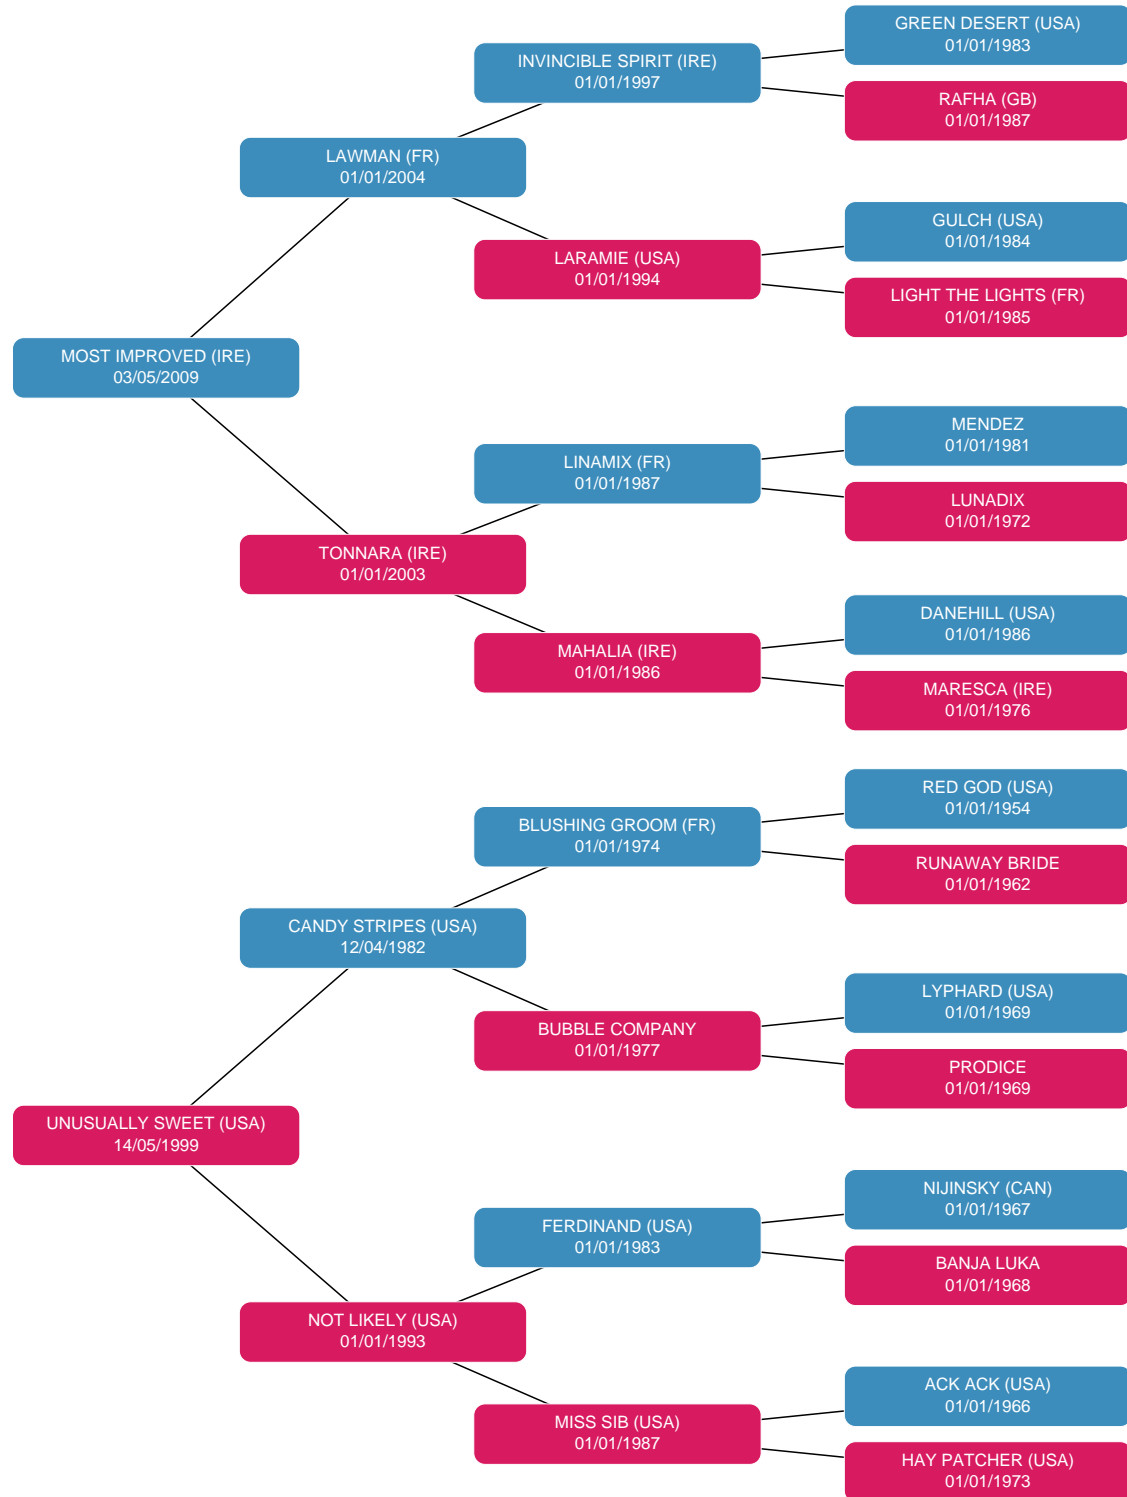 GREEN DESERT (USA)
01/01/1983
INVINCIBLE SPIRIT (IRE)
01/01/1997
RAFHA (GB)
01/01/1987
LAWMAN (FR)
01/01/2004
GULCH (USA)
01/01/1984
LARAMIE (USA)
01/01/1994
LIGHT THE LIGHTS (FR)
01/01/1985
MOST IMPROVED (IRE)
03/05/2009
MENDEZ
01/01/1981
LINAMIX (FR)
01/01/1987
LUNADIX
01/01/1972
TONNARA (IRE)
01/01/2003
DANEHILL (USA)
01/01/1986
MAHALIA (IRE)
01/01/1986
MARESCA (IRE)
01/01/1976
RED GOD (USA)
01/01/1954
BLUSHING GROOM (FR)
01/01/1974
RUNAWAY BRIDE
01/01/1962
CANDY STRIPES (USA)
12/04/1982
LYPHARD (USA)
01/01/1969
BUBBLE COMPANY
01/01/1977
PRODICE
01/01/1969
UNUSUALLY SWEET (USA)
14/05/1999
NIJINSKY (CAN)
01/01/1967
FERDINAND (USA)
01/01/1983
BANJA LUKA
01/01/1968
NOT LIKELY (USA)
01/01/1993
ACK ACK (USA)
01/01/1966
MISS SIB (USA)
01/01/1987
HAY PATCHER (USA)
01/01/1973